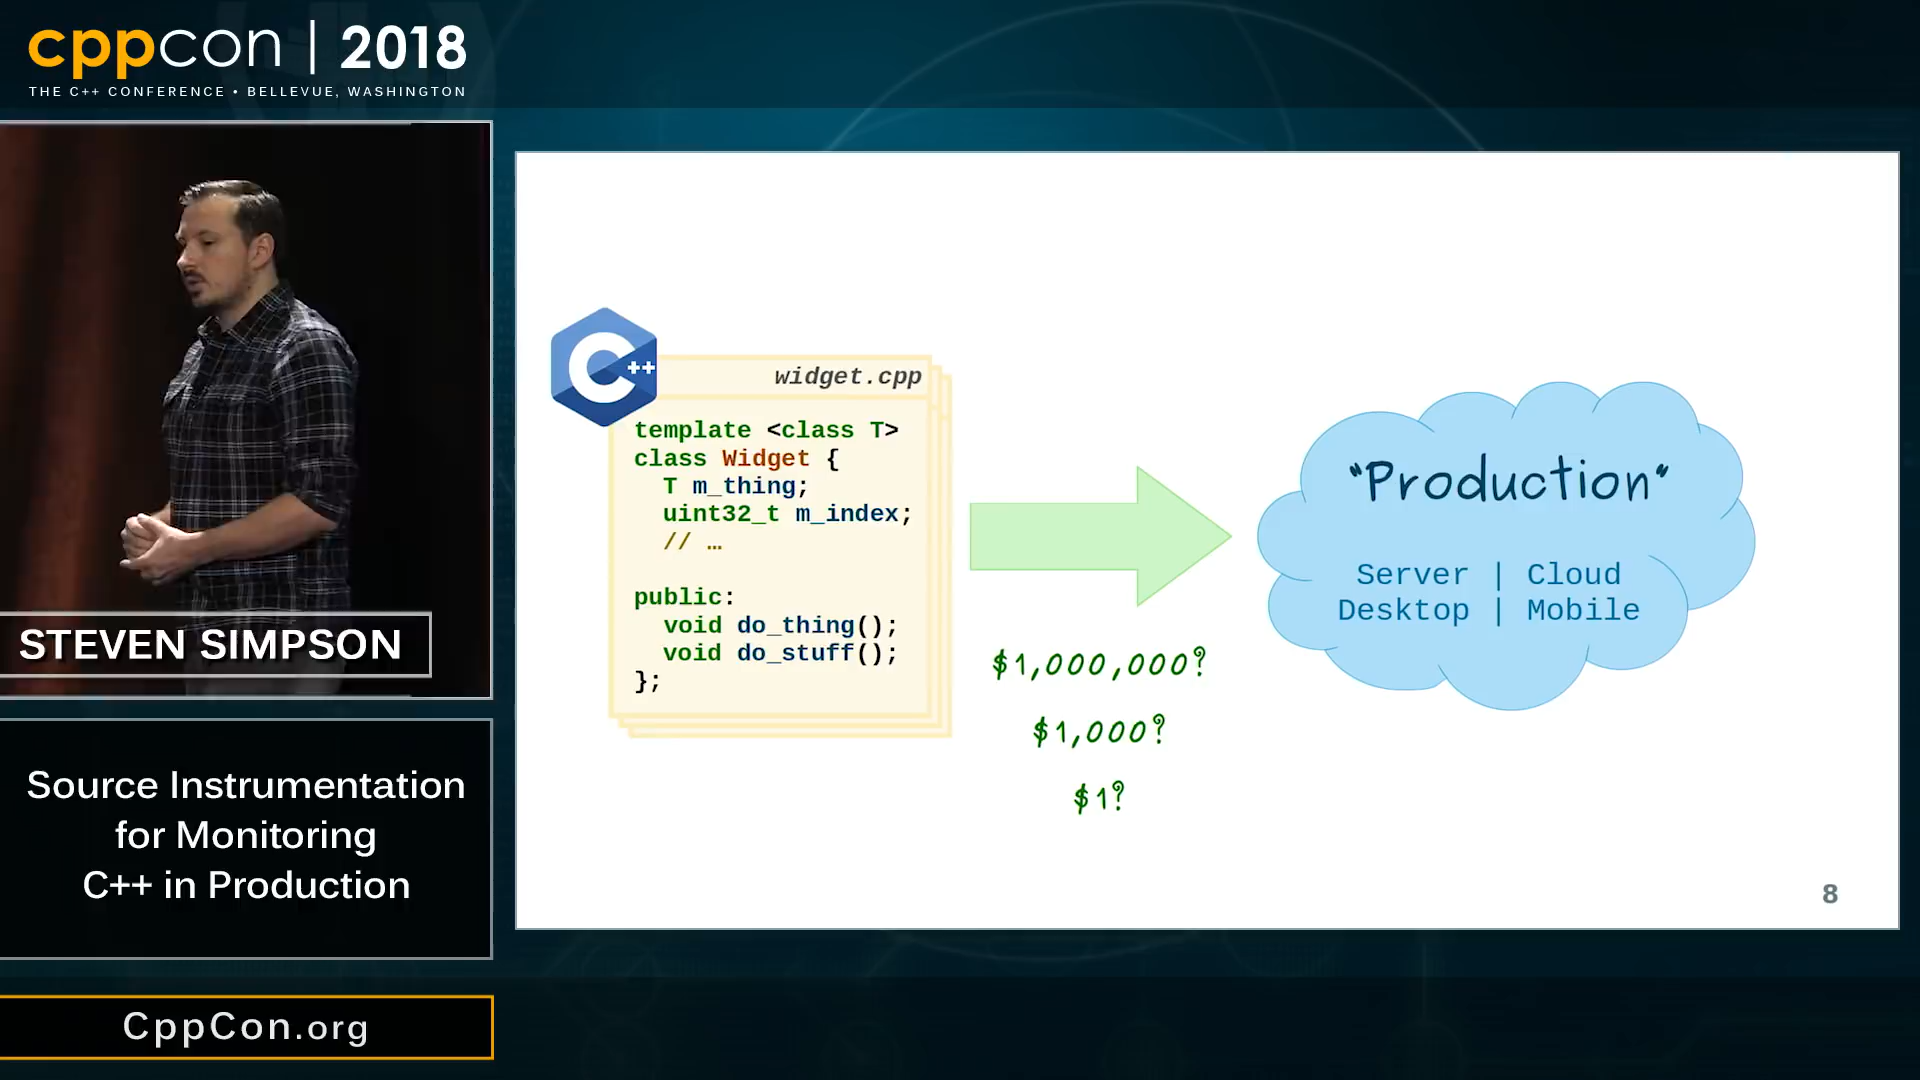 cppcon | 2018
THE C++ CONFERENCE • BELLEVUE, WASHINGTON
STEVEN SIMPSON
Source Instrumentation
for Monitoring
C++ in Production
CppCon.org
C++
widget.cpp
template <class T>
class Widget {
T m_thing;
uint32_t m_index;
// …
public:
void do_thing();
void do_stuff();
};
$1,000,000?
$1,000?
$1?
"Production"
Server | Cloud
Desktop | Mobile
8